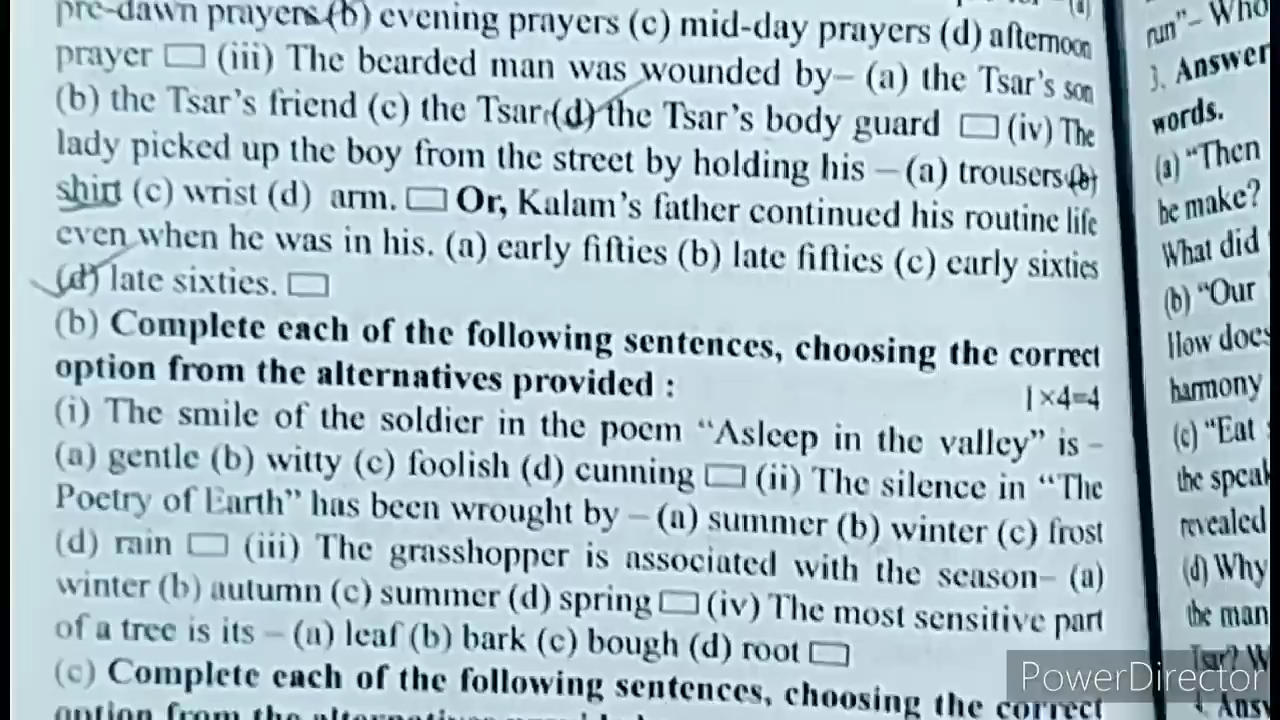 pre-dawn prayers (b) evening prayers (c) mid-day prayers (d) afternoon
prayer □ (iii) The bearded man was wounded by– (a) the Tsar's son
(b) the Tsar's friend (c) the Tsar (d) the Tsar's body guard □ (iv) The
lady picked up the boy from the street by holding his – (a) trousers (b)
shirt (c) wrist (d) arm. □ Or, Kalam's father continued his routine life
even when he was in his. (a) early fifties (b) late fifties (c) early sixties
(d) late sixties. □
(b) Complete each of the following sentences, choosing the correct
option from the alternatives provided :
1×4=4
(i) The smile of the soldier in the poem “Asleep in the valley” is –
(a) gentle (b) witty (c) foolish (d) cunning □ (ii) The silence in “The
Poetry of Earth” has been wrought by – (a) summer (b) winter (c) frost
(d) rain □ (iii) The grasshopper is associated with the season– (a)
winter (b) autumn (c) summer (d) spring □ (iv) The most sensitive part
of a tree is its – (a) leaf (b) bark (c) bough (d) root □
(c) Complete each of the following sentences, choosing the correct
option from the
run”– Who
3. Answer
words.
(a) “Then
he make?
What did
(b) “Our
How does
harmony
(c) “Eat
the speak
revealed
(d) Why
the man
Tsar? W
PowerDirector